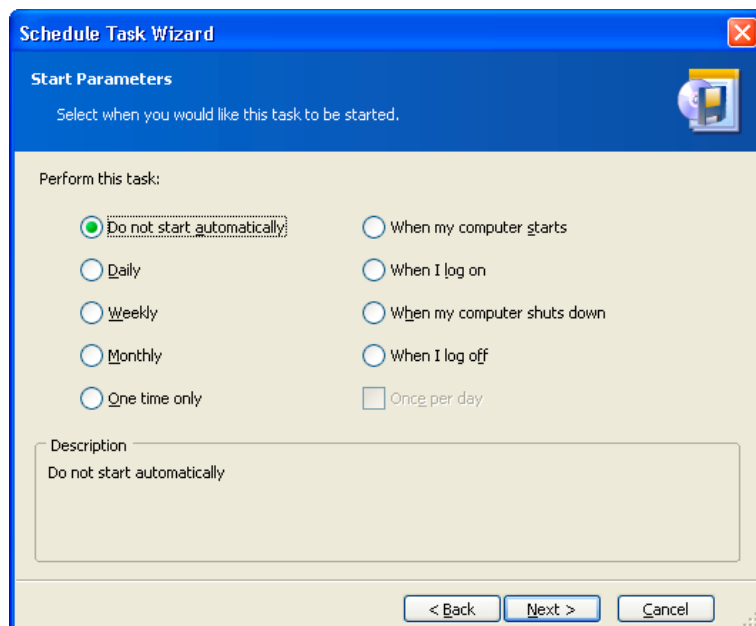 Schedule Task Wizard
Start Parameters
Select when you would like this task to be started.
Perform this task:
Do not start automatically
Daily
Weekly
Monthly
One time only
When my computer starts
When I log on
When my computer shuts down
When I log off
Once per day
Description
Do not start automatically
< Back
Next >
Cancel